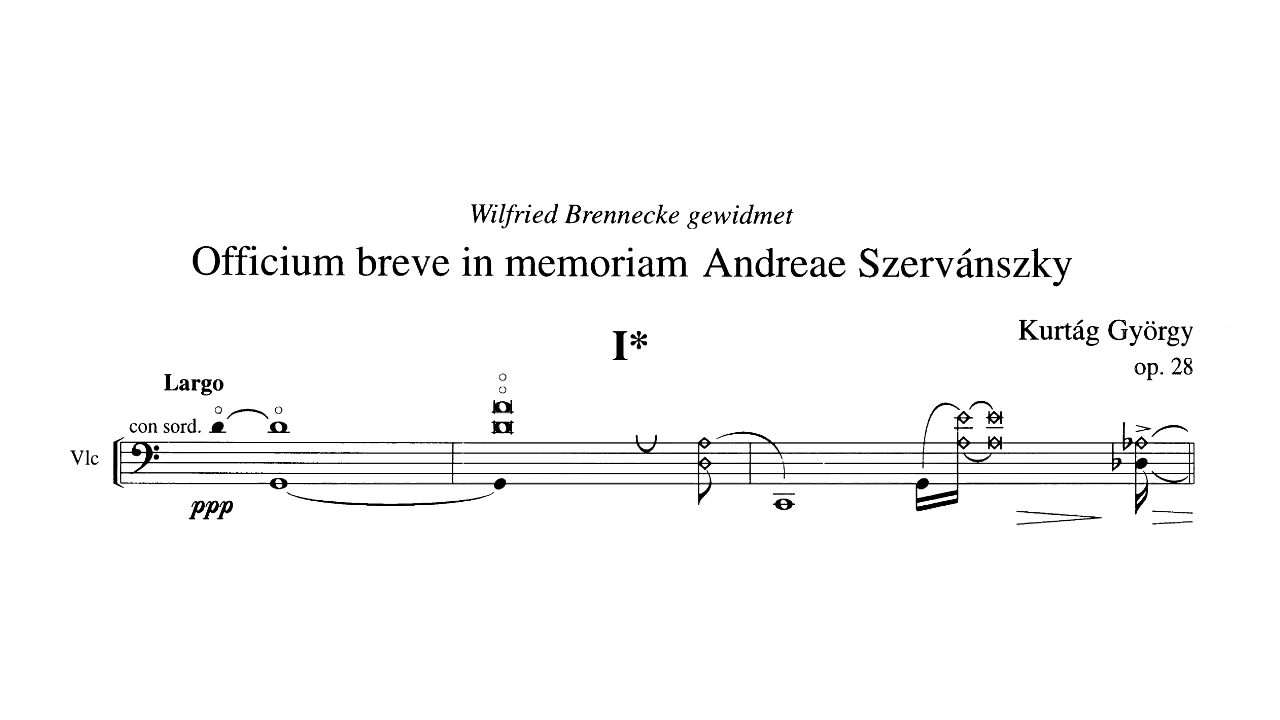 Wilfried Brennecke gewidmet
Officium breve in memoriam Andreae Szervánszky
I*
Kurtág György
op. 28
Largo
con sord.
Vlc
ppp